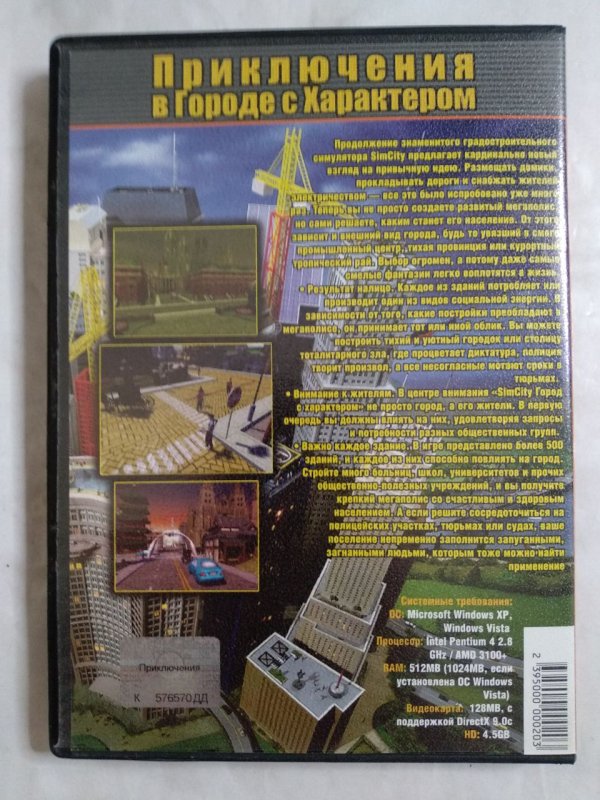 Приключения
в Городе с Характером
Продолжение знаменитого градостроительного
симулятора SimCity предлагает кардинально новый
взгляд на привычную идею. Размещать домики,
прокладывать дороги и снабжать жителей
электричеством — все это было испробовано уже много
раз. Теперь вы не просто создаете развитый мегаполис,
но сами решаете, каким станет его население. От этого
зависит и внешний вид города, будь то увязший в смоге
промышленный центр, тихая провинция или курортный
тропический рай. Выбор огромен, а потому даже самые
смелые фантазии легко воплотятся в жизнь.
• Результат налицо. Каждое из зданий потребляет или
производит один из видов социальной энергии. В
зависимости от того, какие постройки преобладают в
мегаполисе, он принимает тот или иной облик. Вы можете
построить тихий и уютный городок или столицу
тоталитарного зла, где процветает диктатура, полиция
творит произвол, а все несогласные мотают сроки в
тюрьмах.
• Внимание к жителям. В центре внимания «SimCity Город
с характером» не просто город, а его жители. В первую
очередь вы должны влиять на них, удовлетворяя запросы
и потребности разных общественных групп.
• Важно каждое здание. В игре представлено более 500
зданий, и каждое из них способно повлиять на город.
Стройте много больниц, школ, университетов и прочих
общественно-полезных учреждений, и вы получите
крепкий мегаполис со счастливым и здоровым
населением. А если решите сосредоточиться на
полицейских участках, тюрьмах или судах, ваше
поселение непременно заполнится запуганными,
загнанными людьми, которым тоже можно найти
применение
Системные требования:
ОС: Microsoft Windows XP,
Windows Vista
Процесор: Intel Pentium 4 2.8
GHz / AMD 3100+
RAM: 512MB (1024MB, если
установлена ОС Windows
Vista)
Видеокарта: 128MB, с
поддержкой DirectX 9.0c
HD: 4.5GB
Приключения
К 576570 ДД
2 395000 000203